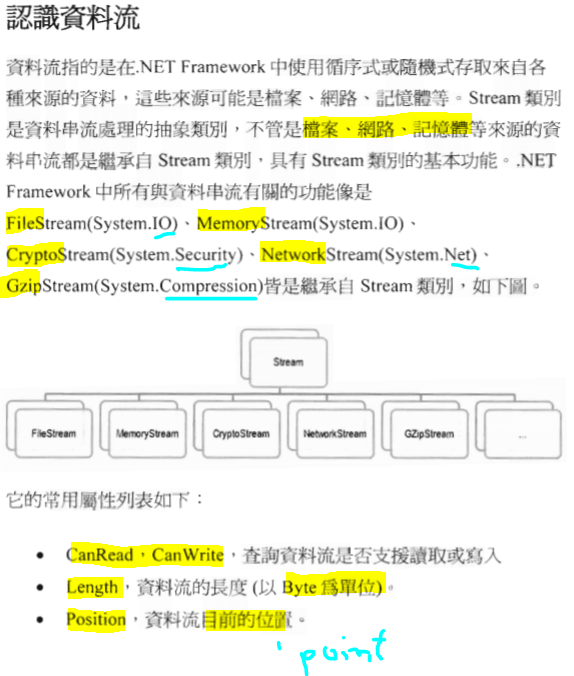 認識資料流
資料流指的是在.NET Framework 中使用循序式或隨機式存取來自各
種來源的資料，這些來源可能是檔案、網路、記憶體等。Stream 類別
是資料串流處理的抽象類別，不管是檔案、網路、記憶體等來源的資
料串流都是繼承自 Stream 類別，具有 Stream 類別的基本功能。.NET
Framework 中所有與資料串流有關的功能像是
FileStream(System.IO)、MemoryStream(System.IO)、
CryptoStream(System.Security)、NetworkStream(System.Net)、
GzipStream(System.Compression)皆是繼承自 Stream 類別，如下圖。
Stream
FileStream MemoryStream CryptoStream NetworkStream GZipStream ...
它的常用屬性列表如下：
• CanRead，CanWrite，查詢資料流是否支援讀取或寫入
• Length，資料流的長度 (以 Byte 為單位)。
• Position，資料流目前的位置。
point